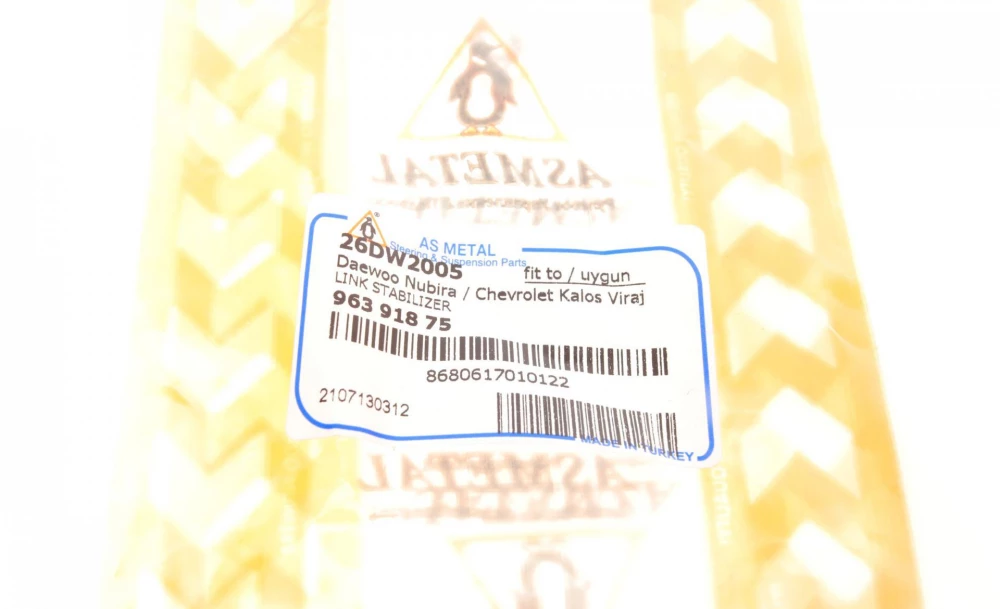 ASMETAL
AS METAL
Steering & Suspension Parts
26DW2005
fit to / uygun
Daewoo Nubira / Chevrolet Kalos Viraj
LINK STABILIZER
963 918 75
8680617010122
2107130312
MADE IN TURKEY
ASMETAL